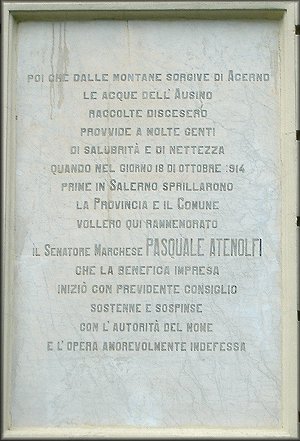 POI CHE DALLE MONTANE SORGIVE DI ACERNO
LE ACQUE DELL'AUSINO
RACCOLTE DISCESERO
PROVVIDE A MOLTE GENTI
DI SALUBRITÀ E DI NETTEZZA
QUANDO NEL GIORNO 18 DI OTTOBRE 1914
PRIME IN SALERNO SPRILLARONO
LA PROVINCIA E IL COMUNE
VOLLERO QUI RAMMEMORATO
IL SENATORE MARCHESE PASQUALE ATENOLFI
CHE LA BENEFICA IMPRESA
INIZIÒ CON PREVIDENTE CONSIGLIO
SOSTENNE E SOSPINSE
CON L'AUTORITÀ DEL NOME
E L'OPERA AMOREVOLMENTE INDEFESSA